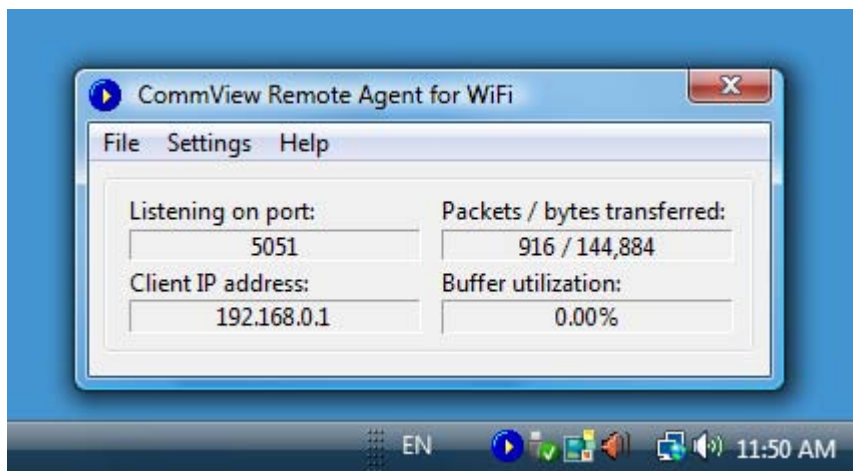 CommView Remote Agent for WiFi
File Settings Help
Listening on port:
5051
Packets / bytes transferred:
916 / 144,884
Client IP address:
192.168.0.1
Buffer utilization:
0.00%
EN
11:50 AM